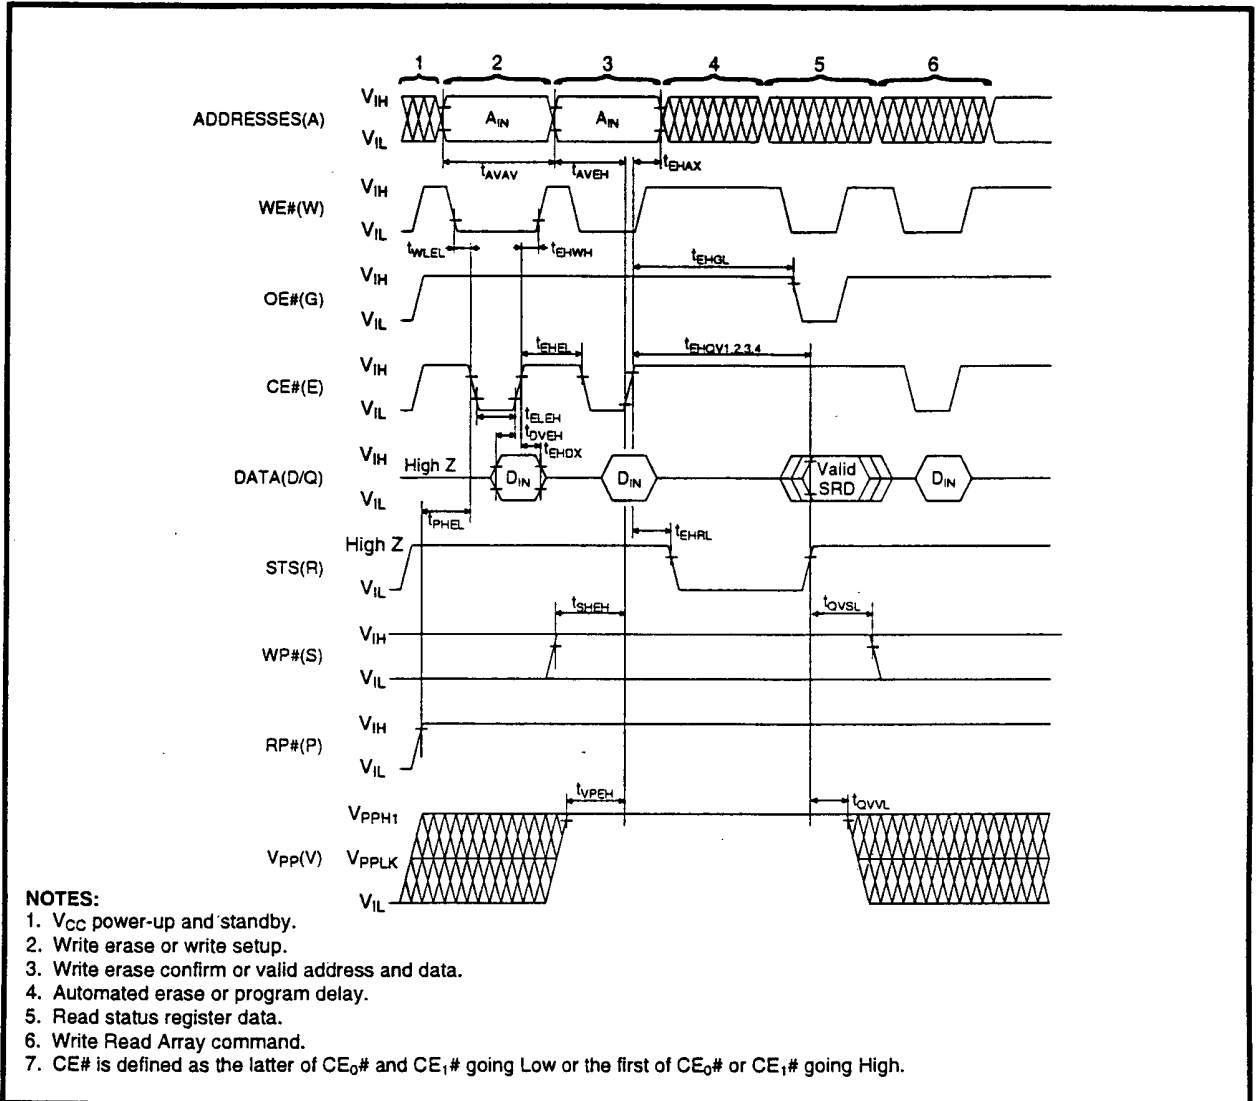 1 2 3 4 5 6
ADDRESSES(A) VIH VIL AIN AIN
tAVAV tAVEH tEHAX
WE#(W) VIH VIL
tWLEL tEHWH tEHGL
OE#(G) VIH VIL
tEHEL tEHQV1,2,3,4
CE#(E) VIH VIL
tELEH
tDVEH
tEHDX
DATA(D/Q) VIH High Z VIL DIN DIN Valid SRD DIN
tPHEL tEHRL
STS(R) High Z VIL
tSHEH tQVSL
WP#(S) VIH VIL
RP#(P) VIH VIL
tVPEH tQVVL
VPP(V) VPPH1 VPPLK VIL
NOTES:
1. VCC power-up and standby.
2. Write erase or write setup.
3. Write erase confirm or valid address and data.
4. Automated erase or program delay.
5. Read status register data.
6. Write Read Array command.
7. CE# is defined as the latter of CE0# and CE1# going Low or the first of CE0# or CE1# going High.